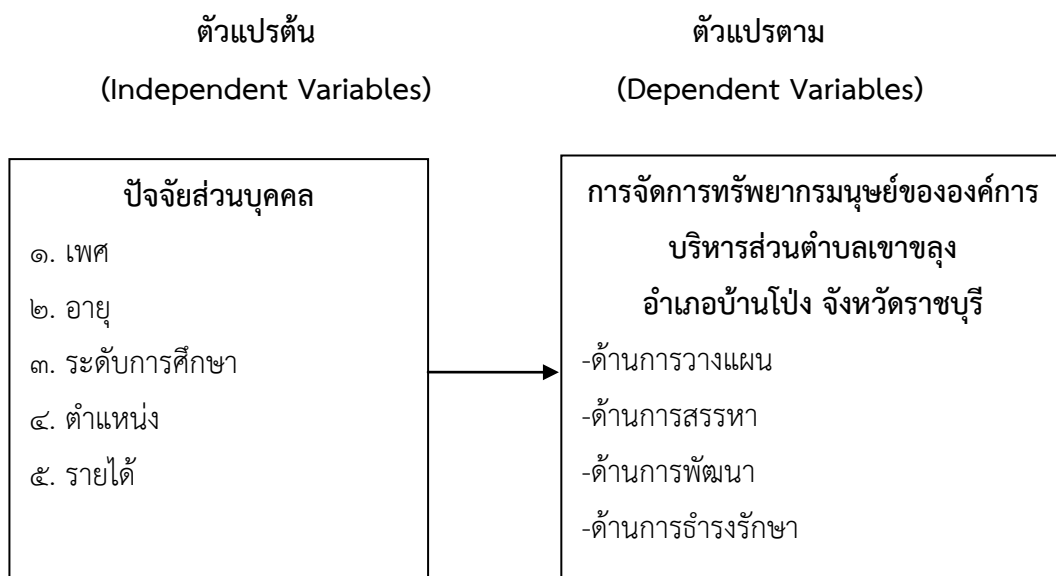 ตัวแปรต้น
(Independent Variables)
ตัวแปรตาม
(Dependent Variables)
ปัจจัยส่วนบุคคล
๑. เพศ
๒. อายุ
๓. ระดับการศึกษา
๔. ตำแหน่ง
๕. รายได้
การจัดการทรัพยากรมนุษย์ขององค์การ
บริหารส่วนตำบลเขาขลุง
อำเภอบ้านโป่ง จังหวัดราชบุรี
-ด้านการวางแผน
-ด้านการสรรหา
-ด้านการพัฒนา
-ด้านการธำรงรักษา